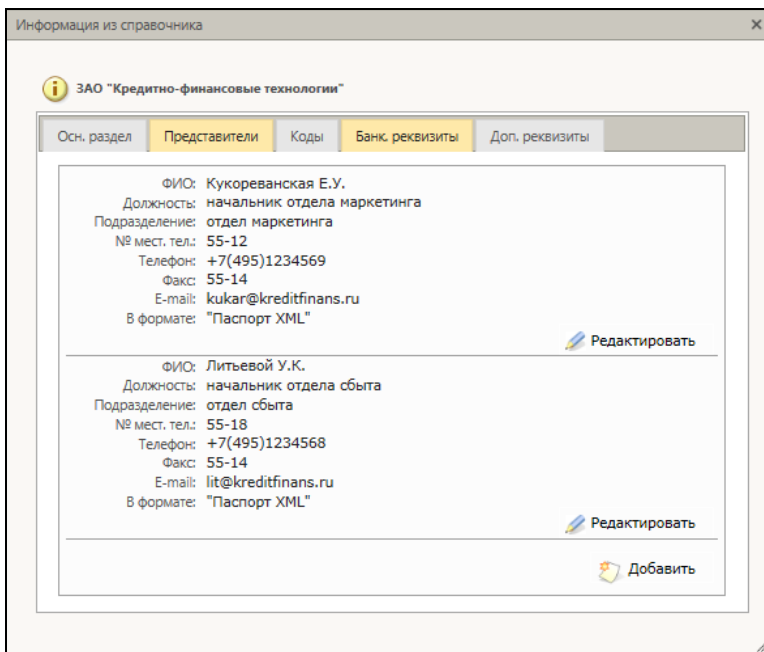 Информация из справочника
ЗАО "Кредитно-финансовые технологии"
Осн. раздел Представители Коды Банк. реквизиты Доп. реквизиты
ФИО: Кукореванская Е.У.
Должность: начальник отдела маркетинга
Подразделение: отдел маркетинга
№ мест. тел.: 55-12
Телефон: +7(495)1234569
Факс: 55-14
E-mail: kukar@kreditfinans.ru
В формате: "Паспорт XML"
Редактировать
ФИО: Литьевой У.К.
Должность: начальник отдела сбыта
Подразделение: отдел сбыта
№ мест. тел.: 55-18
Телефон: +7(495)1234568
Факс: 55-14
E-mail: lit@kreditfinans.ru
В формате: "Паспорт XML"
Редактировать
Добавить